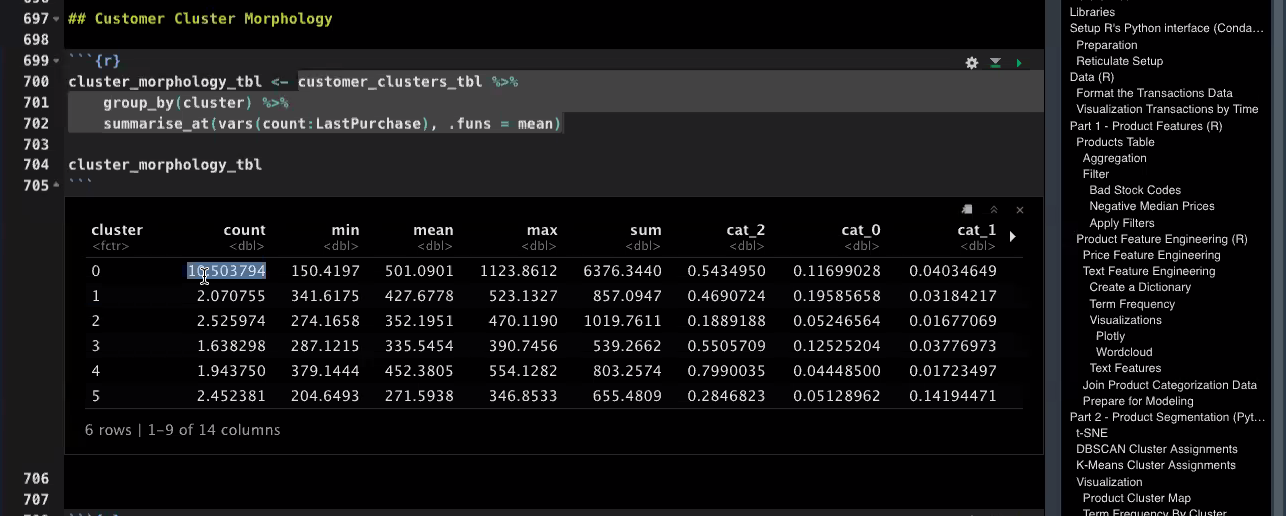 697 ## Customer Cluster Morphology
698
699 ```{r}
700 cluster_morphology_tbl <- customer_clusters_tbl %>%
701 group_by(cluster) %>%
702 summarise_at(vars(count:LastPurchase), .funs = mean)
703
704 cluster_morphology_tbl
705 ```
cluster count min mean max sum cat_2 cat_0 cat_1
<fctr> <dbl> <dbl> <dbl> <dbl> <dbl> <dbl> <dbl> <dbl>
0 10.503794 150.4197 501.0901 1123.8612 6376.3440 0.5434950 0.11699028 0.04034649
1 2.070755 341.6175 427.6778 523.1327 857.0947 0.4690724 0.19585658 0.03184217
2 2.525974 274.1658 352.1951 470.1190 1019.7611 0.1889188 0.05246564 0.01677069
3 1.638298 287.1215 335.5454 390.7456 539.2662 0.5505709 0.12525204 0.03776973
4 1.943750 379.1444 452.3805 554.1282 803.2574 0.7990035 0.04448500 0.01723497
5 2.452381 204.6493 271.5938 346.8533 655.4809 0.2846823 0.05128962 0.14194471
6 rows | 1-9 of 14 columns
706
707
Libraries
Setup R's Python interface (Conda...
Preparation
Reticulate Setup
Data (R)
Format the Transactions Data
Visualization Transactions by Time
Part 1 - Product Features (R)
Products Table
Aggregation
Filter
Bad Stock Codes
Negative Median Prices
Apply Filters
Product Feature Engineering (R)
Price Feature Engineering
Text Feature Engineering
Create a Dictionary
Term Frequency
Visualizations
Plotly
Wordcloud
Text Features
Join Product Categorization Data
Prepare for Modeling
Part 2 - Product Segmentation (Pyt...
t-SNE
DBSCAN Cluster Assignments
K-Means Cluster Assignments
Visualization
Product Cluster Map
Term Frequency By Cluster